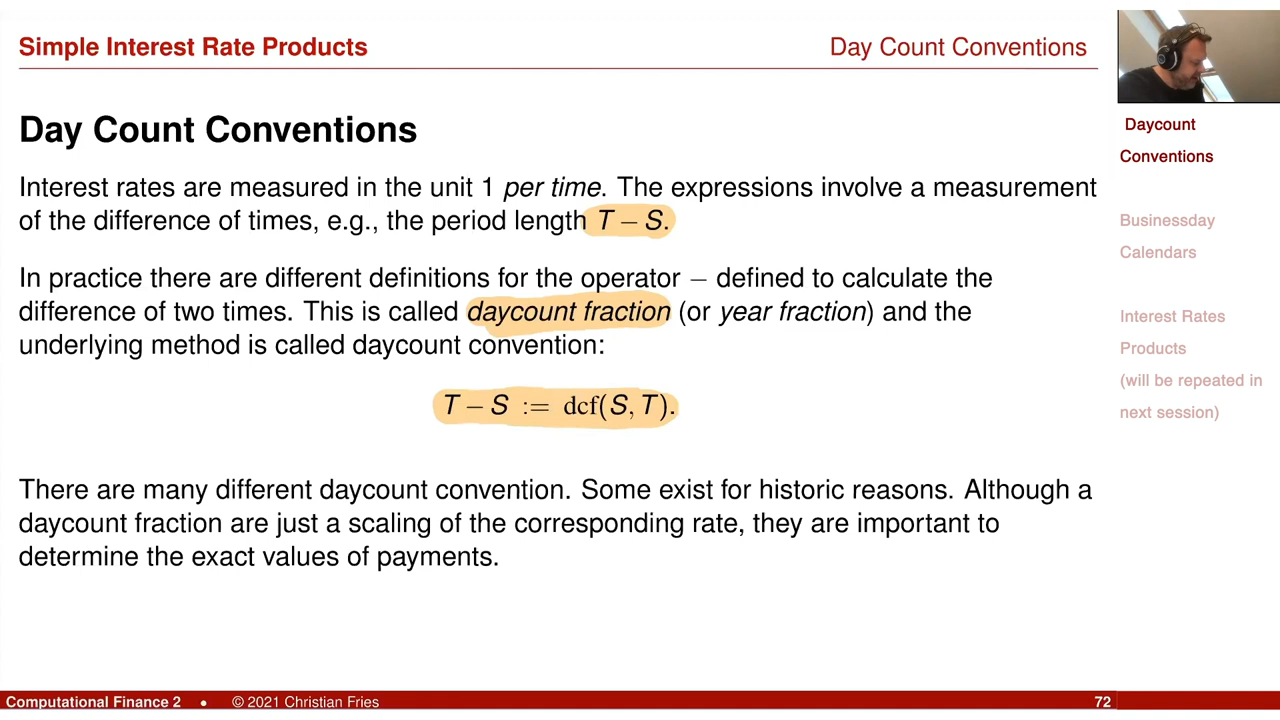 Simple Interest Rate Products
Day Count Conventions
Day Count Conventions
Interest rates are measured in the unit 1 per time. The expressions involve a measurement
of the difference of times, e.g., the period length T − S.
In practice there are different definitions for the operator − defined to calculate the
difference of two times. This is called daycount fraction (or year fraction) and the
underlying method is called daycount convention:
T − S := dcf(S, T).
There are many different daycount convention. Some exist for historic reasons. Although a
daycount fraction are just a scaling of the corresponding rate, they are important to
determine the exact values of payments.
Daycount
Conventions
Businessday
Calendars
Interest Rates
Products
(will be repeated in
next session)
Computational Finance 2 • © 2021 Christian Fries
72